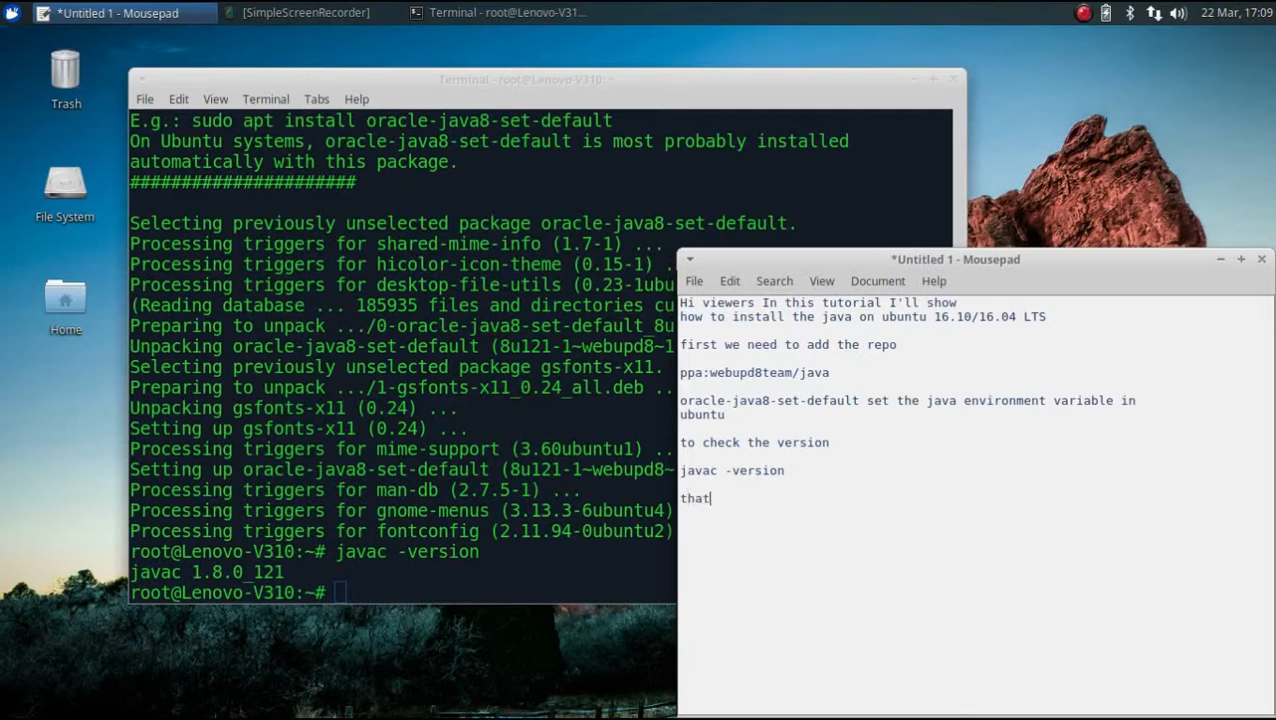 *Untitled 1 - Mousepad
[SimpleScreenRecorder]
Terminal - root@Lenovo-V31...
22 Mar, 17:09
Trash
File System
Home
Terminal - root@Lenovo-V310: ~
File Edit View Terminal Tabs Help
E.g.: sudo apt install oracle-java8-set-default
On Ubuntu systems, oracle-java8-set-default is most probably installed
automatically with this package.
######################
Selecting previously unselected package oracle-java8-set-default.
Processing triggers for shared-mime-info (1.7-1) ...
Processing triggers for hicolor-icon-theme (0.15-1) .
Processing triggers for desktop-file-utils (0.23-1ubu
(Reading database ... 185935 files and directories cu
Preparing to unpack .../0-oracle-java8-set-default_8u
Unpacking oracle-java8-set-default (8u121-1~webupd8~1
Selecting previously unselected package gsfonts-x11.
Preparing to unpack .../1-gsfonts-x11_0.24_all.deb ..
Unpacking gsfonts-x11 (0.24) ...
Setting up gsfonts-x11 (0.24) ...
Processing triggers for mime-support (3.60ubuntu1) ..
Setting up oracle-java8-set-default (8u121-1~webupd8~
Processing triggers for man-db (2.7.5-1) ...
Processing triggers for gnome-menus (3.13.3-6ubuntu4)
Processing triggers for fontconfig (2.11.94-0ubuntu2)
root@Lenovo-V310:~# javac -version
javac 1.8.0_121
root@Lenovo-V310:~#
*Untitled 1 - Mousepad
File Edit Search View Document Help
Hi viewers In this tutorial I'll show
how to install the java on ubuntu 16.10/16.04 LTS
first we need to add the repo
ppa:webupd8team/java
oracle-java8-set-default set the java environment variable in
ubuntu
to check the version
javac -version
that